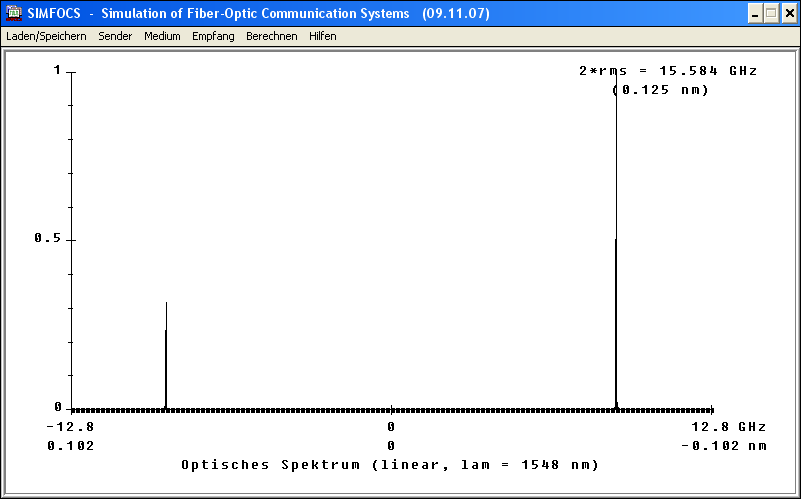 SIMFOCS - Simulation of Fiber-Optic Communication Systems (09.11.07)
Laden/Speichern Sender Medium Empfang Berechnen Hilfen
1
2*rms = 15.584 GHz
(0.125 nm)
0.5
0
-12.8 0 12.8 GHz
0.102 0 -0.102 nm
Optisches Spektrum (linear, lam = 1548 nm)